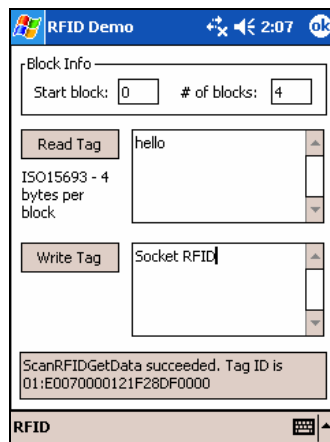 RFID Demo 2:07 ok
Block Info
Start block: 0 # of blocks: 4
Read Tag hello
ISO15693 - 4
bytes per
block
Write Tag Socket RFID
ScanRFIDGetData succeeded. Tag ID is
01:E0070000121F28DF0000
RFID